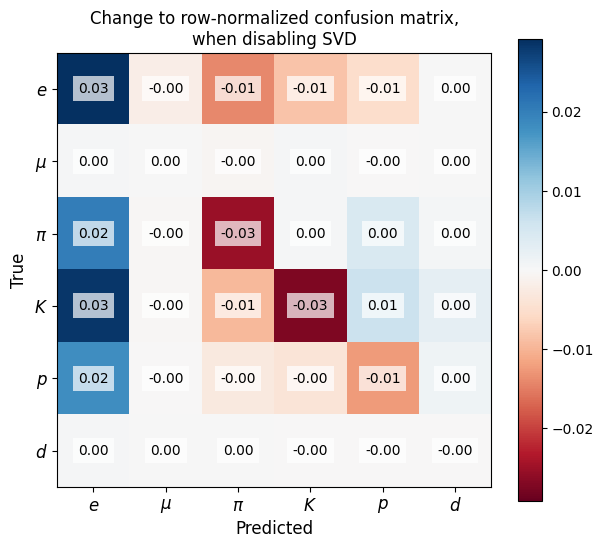 Change to row-normalized confusion matrix,
when disabling SVD
e 0.03 -0.00 -0.01 -0.01 -0.01 0.00
μ 0.00 0.00 -0.00 0.00 -0.00 0.00
π 0.02 -0.00 -0.03 0.00 0.00 0.00
K 0.03 -0.00 -0.01 -0.03 0.01 0.00
p 0.02 -0.00 -0.00 -0.00 -0.01 0.00
d 0.00 0.00 0.00 -0.00 -0.00 -0.00
e μ π K p d
Predicted
True
0.02
0.01
0.00
−0.01
−0.02